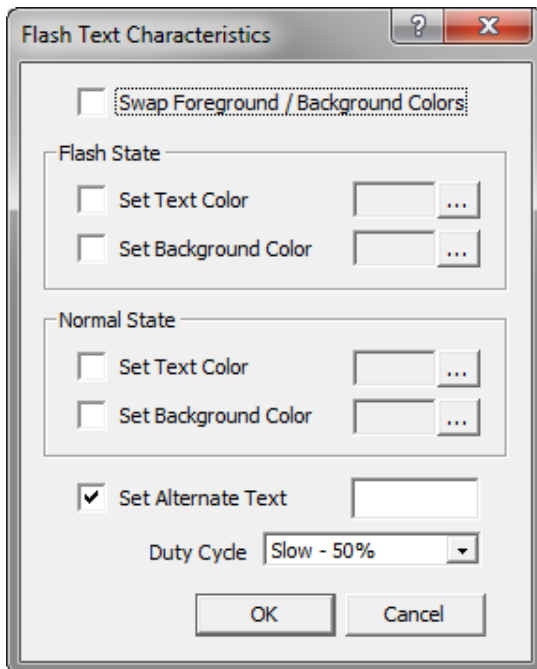 Flash Text Characteristics
Swap Foreground / Background Colors
Flash State
Set Text Color ...
Set Background Color ...
Normal State
Set Text Color ...
Set Background Color ...
Set Alternate Text
Duty Cycle Slow - 50%
OK Cancel